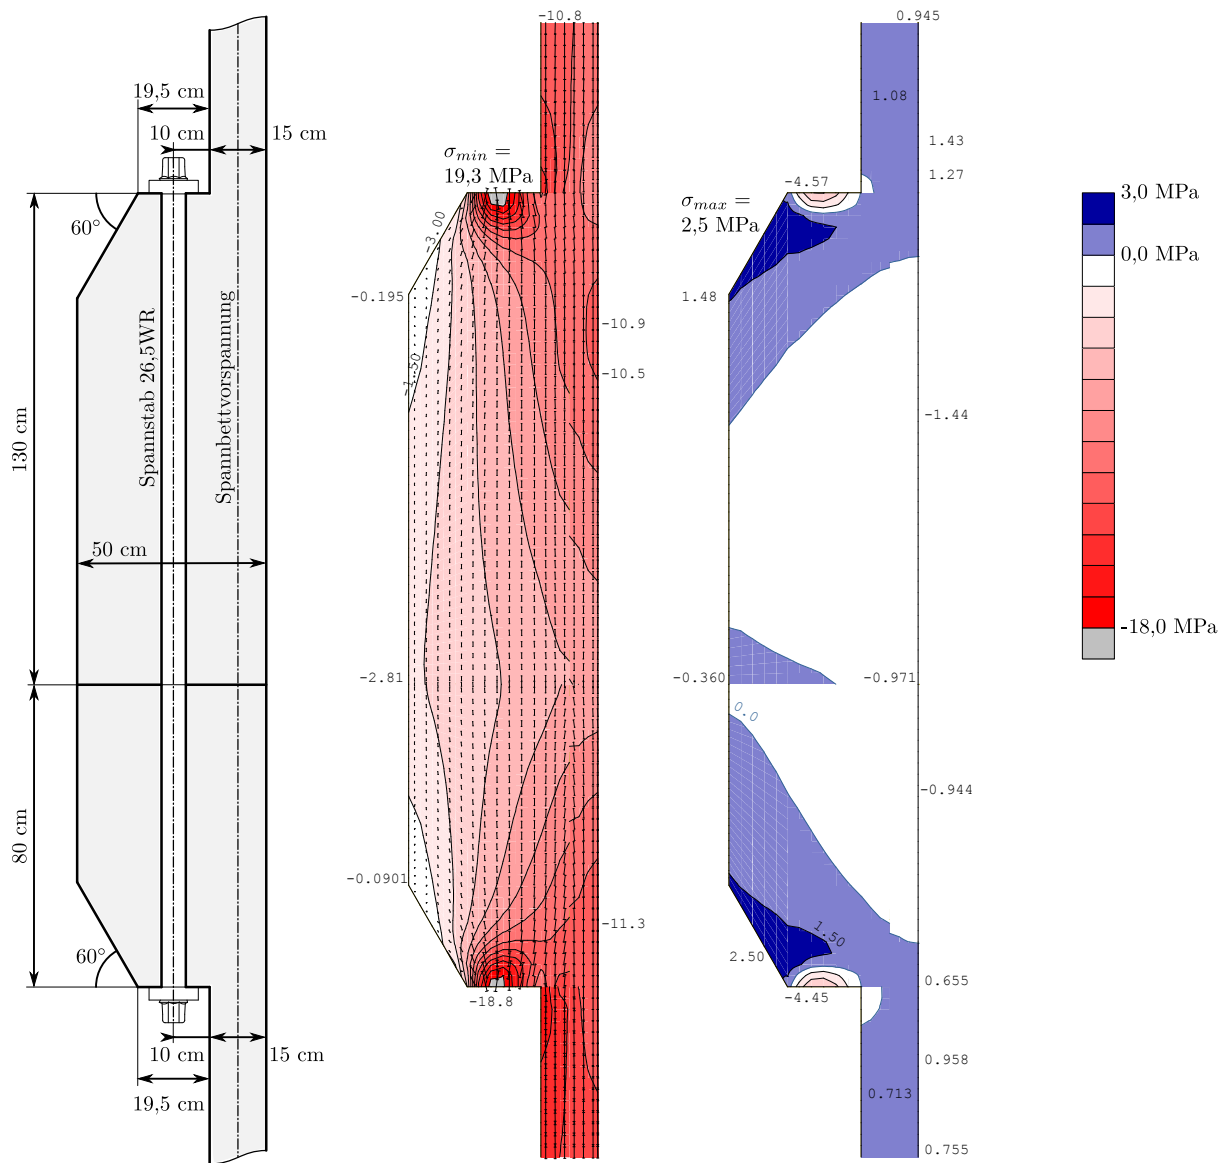 19,5 cm
10 cm
15 cm
60°
Spannstab 26,5WR
Spannbettvorspannung
130 cm
50 cm
80 cm
60°
10 cm
15 cm
19,5 cm
-10.8
σmin =
19,3 MPa
-3.00
-0.195
-1.50
-10.9
-10.5
-2.81
-0.0901
-11.3
-18.8
0.945
1.08
1.43
1.27
-4.57
σmax =
2,5 MPa
1.48
-1.44
-0.360
-0.971
0.0
-0.944
1.50
2.50
0.655
-4.45
0.958
0.713
0.755
3,0 MPa
0,0 MPa
-18,0 MPa